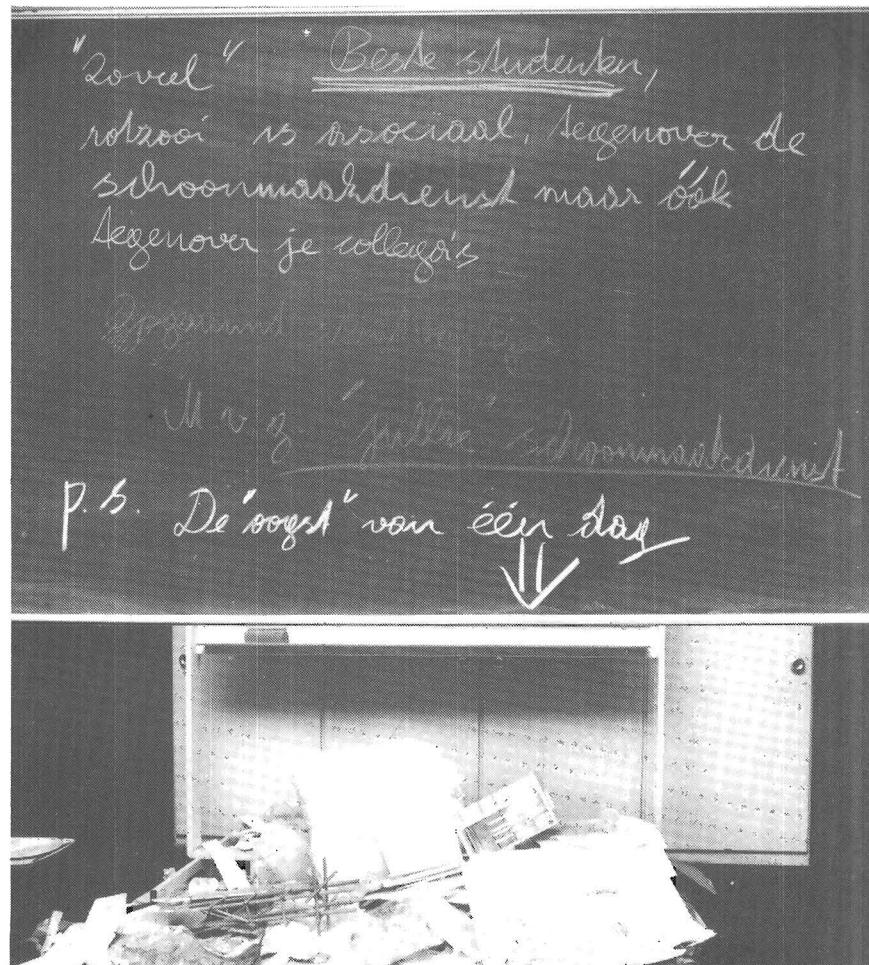 "Zoveel" Beste studenten,
rotzooi is asociaal, tegenover de
schoonmaakdienst maar óók
tegenover je collega's
Opgeruimd
M v g "jullie" schoonmaakdienst
p.s. De "oogst" van één dag